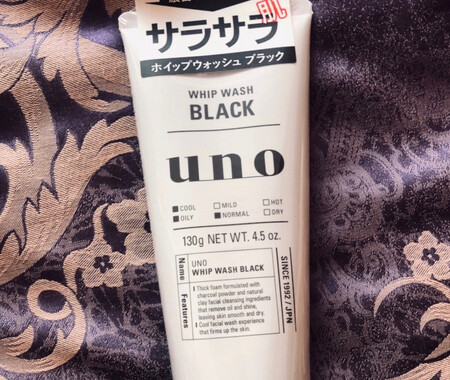 サラサラ肌
ホイップウォッシュ ブラック
WHIP WASH
BLACK
uno
■COOL □MILD □HOT
■OILY ■NORMAL □DRY
130g NET WT. 4.5 oz.
Name
UNO
WHIP WASH BLACK
Features
Thick foam formulated with
charcoal powder and natural
clay facial cleansing ingredients
that remove oil and shine,
leaving skin smooth and dry.
Cool facial wash experience
that firms up the skin.
SINCE 1992 / JPN